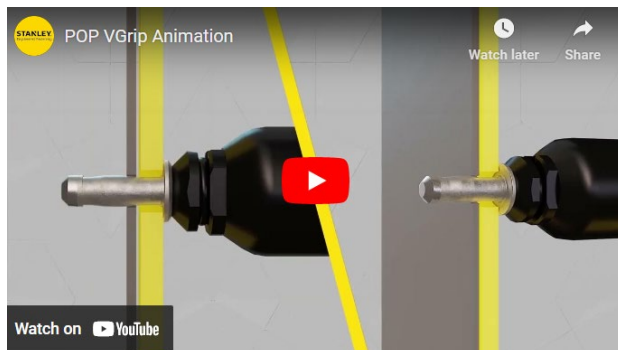 STANLEY
POP VGrip Animation
Watch later
Share
Watch on YouTube